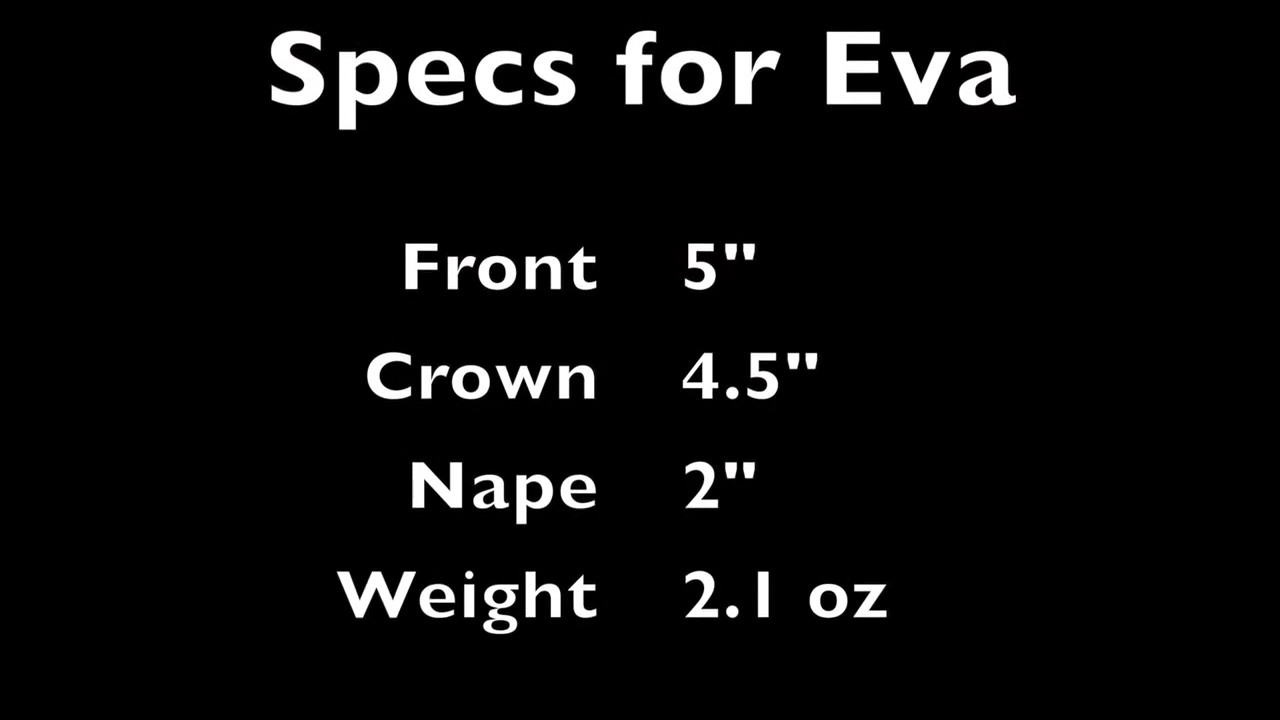 Specs for Eva
Front 5"
Crown 4.5"
Nape 2"
Weight 2.1 oz